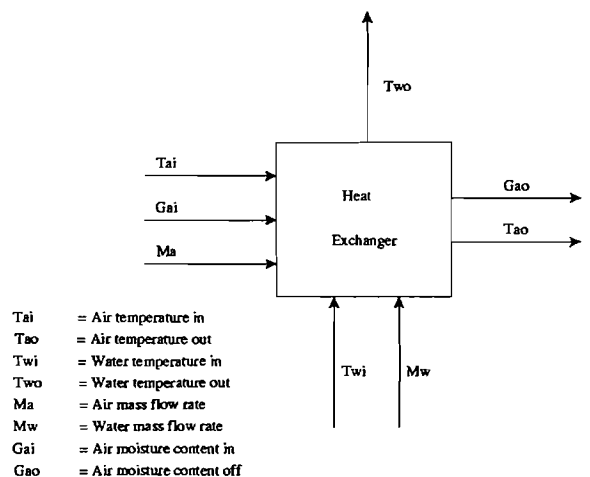 Two
Tai
Gai
Ma
Heat
Exchanger
Gao
Tao
Twi
Mw
Tai = Air temperature in
Tao = Air temperature out
Twi = Water temperature in
Two = Water temperature out
Ma = Air mass flow rate
Mw = Water mass flow rate
Gai = Air moisture content in
Gao = Air moisture content off